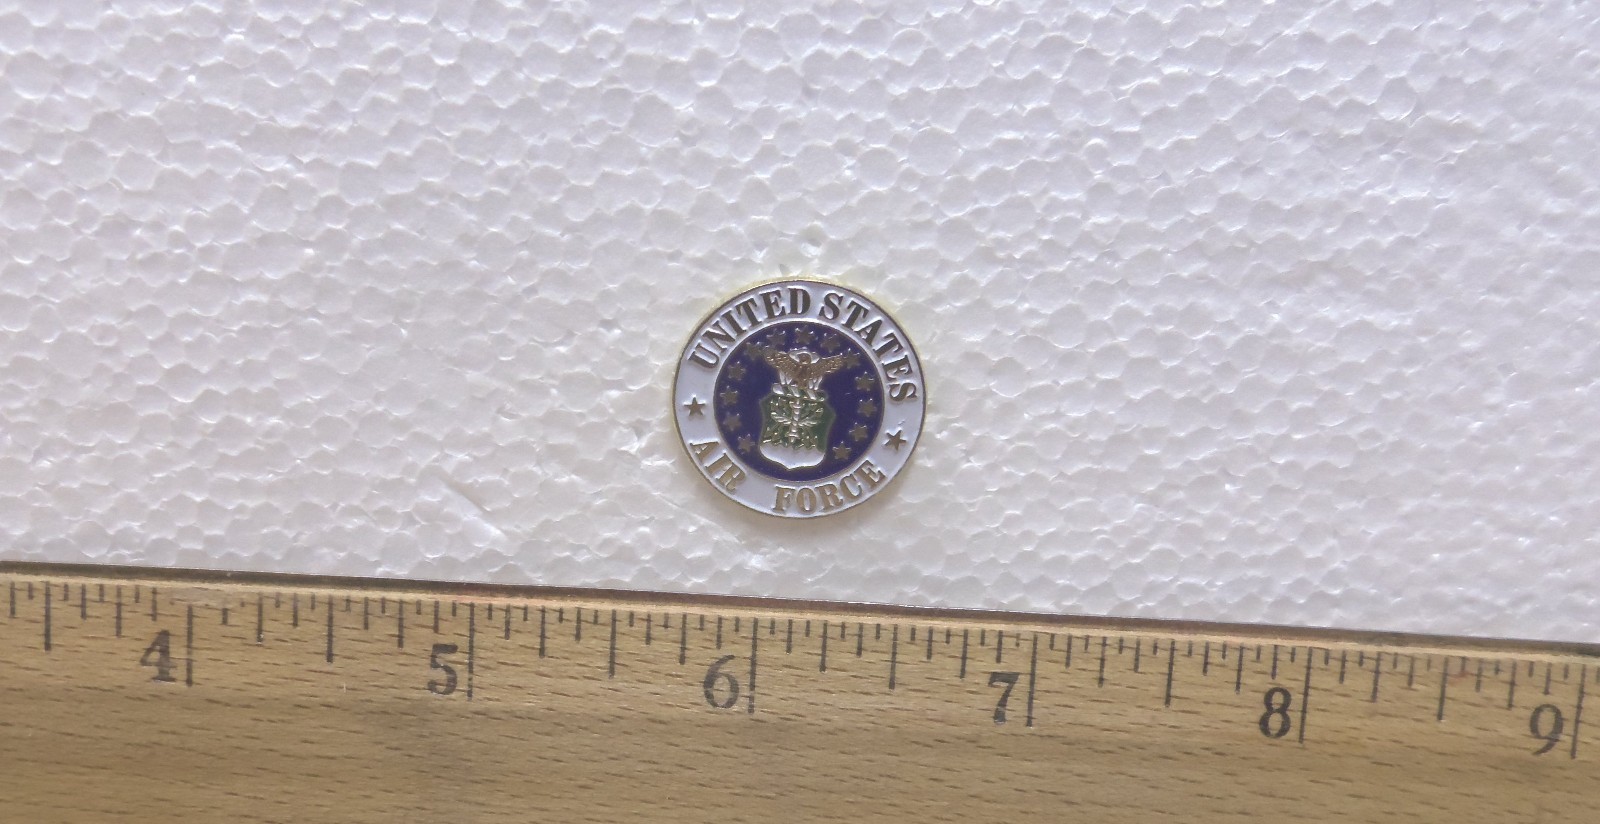 UNITED STATES
AIR FORCE
4 5 6 7 8 9